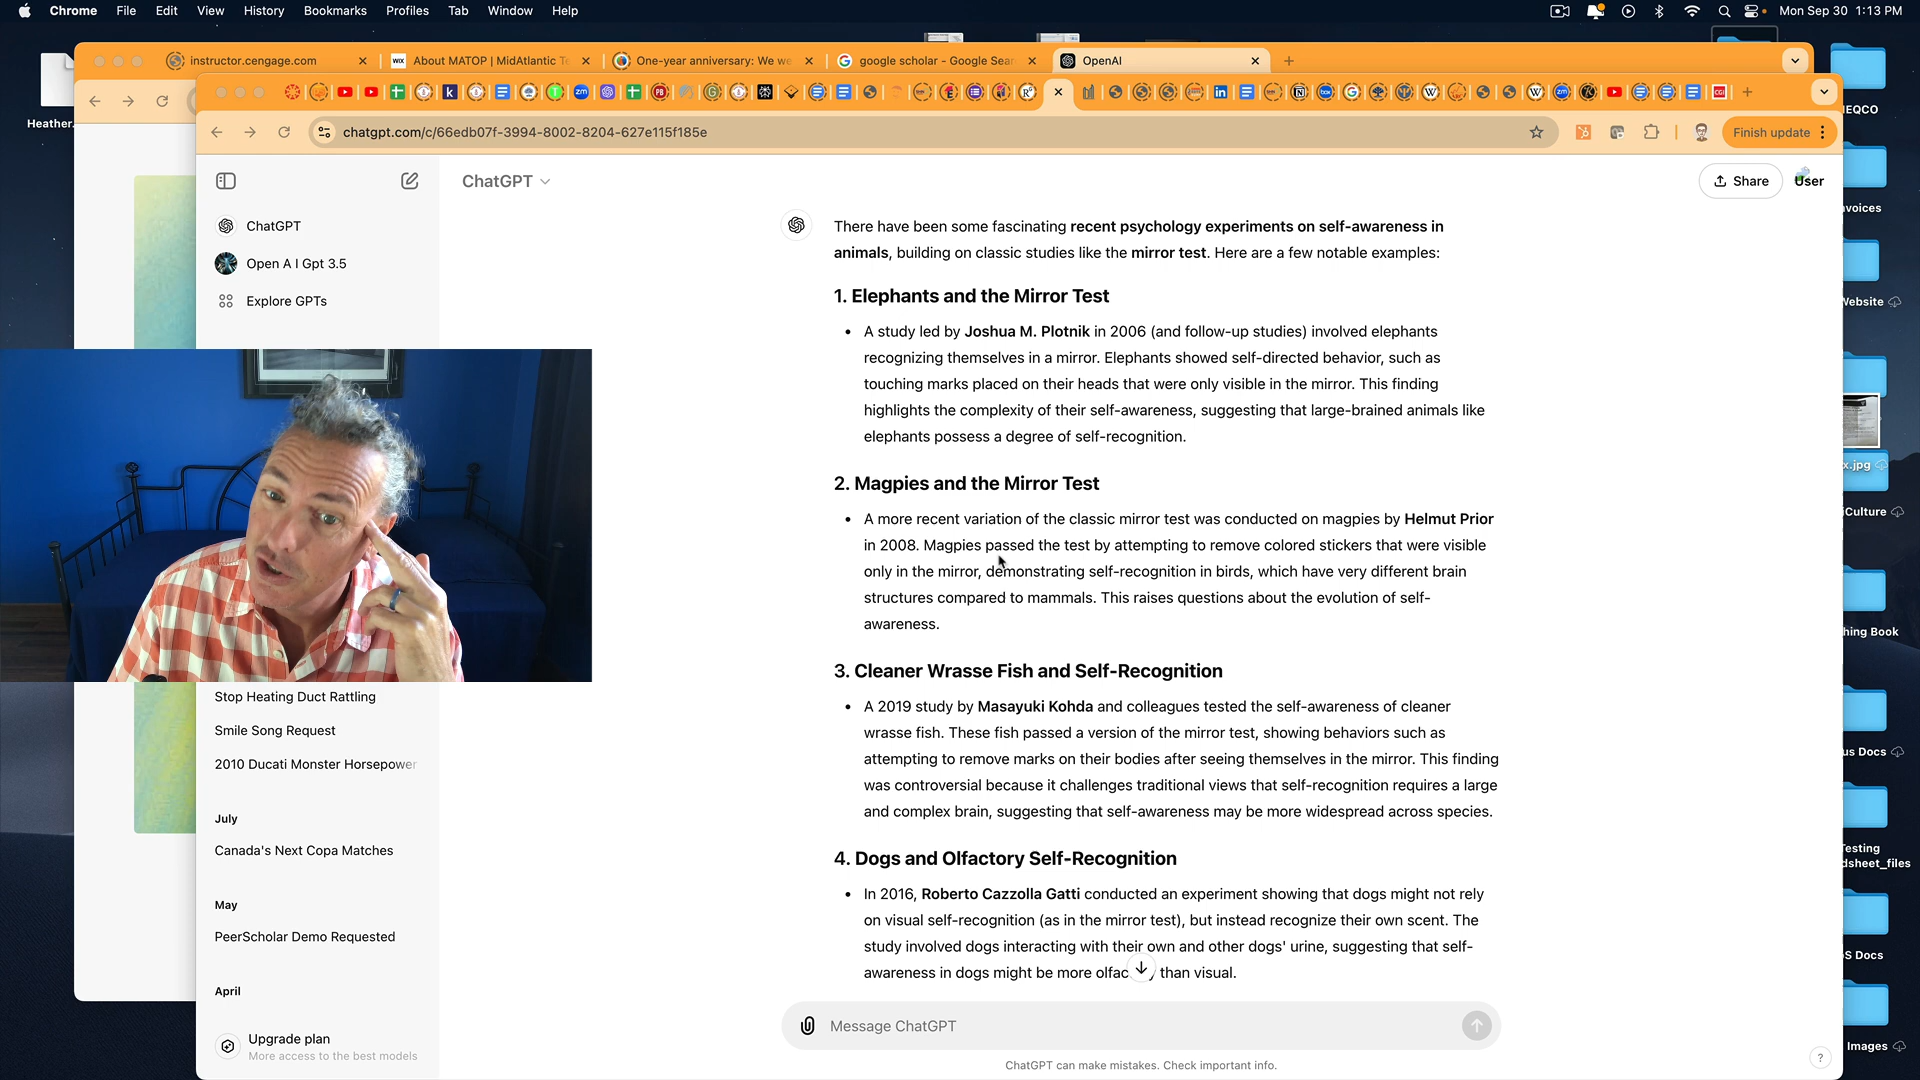 Chrome File Edit View History Bookmarks Profiles Tab Window Help
Mon Sep 30 1:13 PM
instructor.cengage.com
WIX About MATOP | MidAtlantic Te
One-year anniversary: We we
google scholar - Google Sear
OpenAI
chatgpt.com/c/66edb07f-3994-8002-8204-627e115f185e
Finish update
ChatGPT
Share
User
ChatGPT
Open A I Gpt 3.5
Explore GPTs
Stop Heating Duct Rattling
Smile Song Request
2010 Ducati Monster Horsepower
July
Canada's Next Copa Matches
May
PeerScholar Demo Requested
April
Upgrade plan
More access to the best models
There have been some fascinating recent psychology experiments on self-awareness in
animals, building on classic studies like the mirror test. Here are a few notable examples:
1. Elephants and the Mirror Test
• A study led by Joshua M. Plotnik in 2006 (and follow-up studies) involved elephants
recognizing themselves in a mirror. Elephants showed self-directed behavior, such as
touching marks placed on their heads that were only visible in the mirror. This finding
highlights the complexity of their self-awareness, suggesting that large-brained animals like
elephants possess a degree of self-recognition.
2. Magpies and the Mirror Test
• A more recent variation of the classic mirror test was conducted on magpies by Helmut Prior
in 2008. Magpies passed the test by attempting to remove colored stickers that were visible
only in the mirror, demonstrating self-recognition in birds, which have very different brain
structures compared to mammals. This raises questions about the evolution of self-
awareness.
3. Cleaner Wrasse Fish and Self-Recognition
• A 2019 study by Masayuki Kohda and colleagues tested the self-awareness of cleaner
wrasse fish. These fish passed a version of the mirror test, showing behaviors such as
attempting to remove marks on their bodies after seeing themselves in the mirror. This finding
was controversial because it challenges traditional views that self-recognition requires a large
and complex brain, suggesting that self-awareness may be more widespread across species.
4. Dogs and Olfactory Self-Recognition
• In 2016, Roberto Cazzolla Gatti conducted an experiment showing that dogs might not rely
on visual self-recognition (as in the mirror test), but instead recognize their own scent. The
study involved dogs interacting with their own and other dogs' urine, suggesting that self-
awareness in dogs might be more olfac than visual.
Message ChatGPT
ChatGPT can make mistakes. Check important info.
?
Heather.
IEQCO
voices
Website
x.jpg
iCulture
hing Book
us Docs
Testing
dsheet_files
S Docs
Images